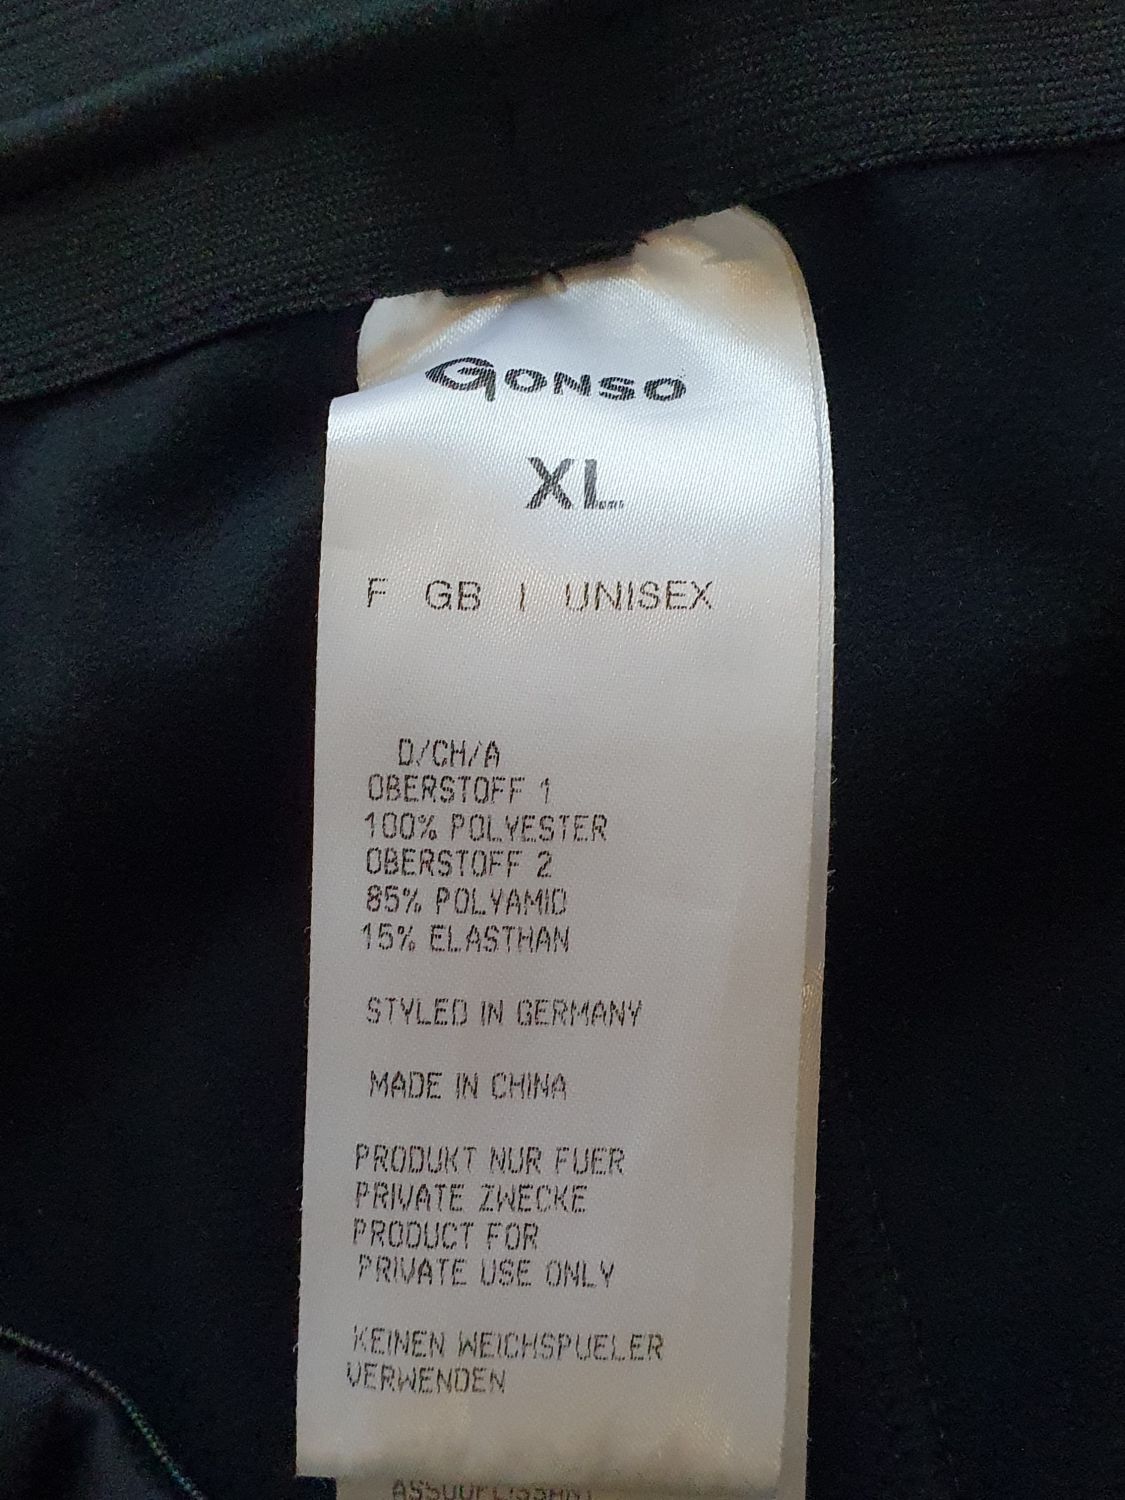 GONSO
XL
F GB I UNISEX
D/CH/A
OBERSTOFF 1
100% POLYESTER
OBERSTOFF 2
85% POLYAMID
15% ELASTHAN
STYLED IN GERMANY
MADE IN CHINA
PRODUKT NUR FUER
PRIVATE ZWECKE
PRODUCT FOR
PRIVATE USE ONLY
KEINEN WEICHSPUELER
VERWENDEN
ASSOUPLISSANT